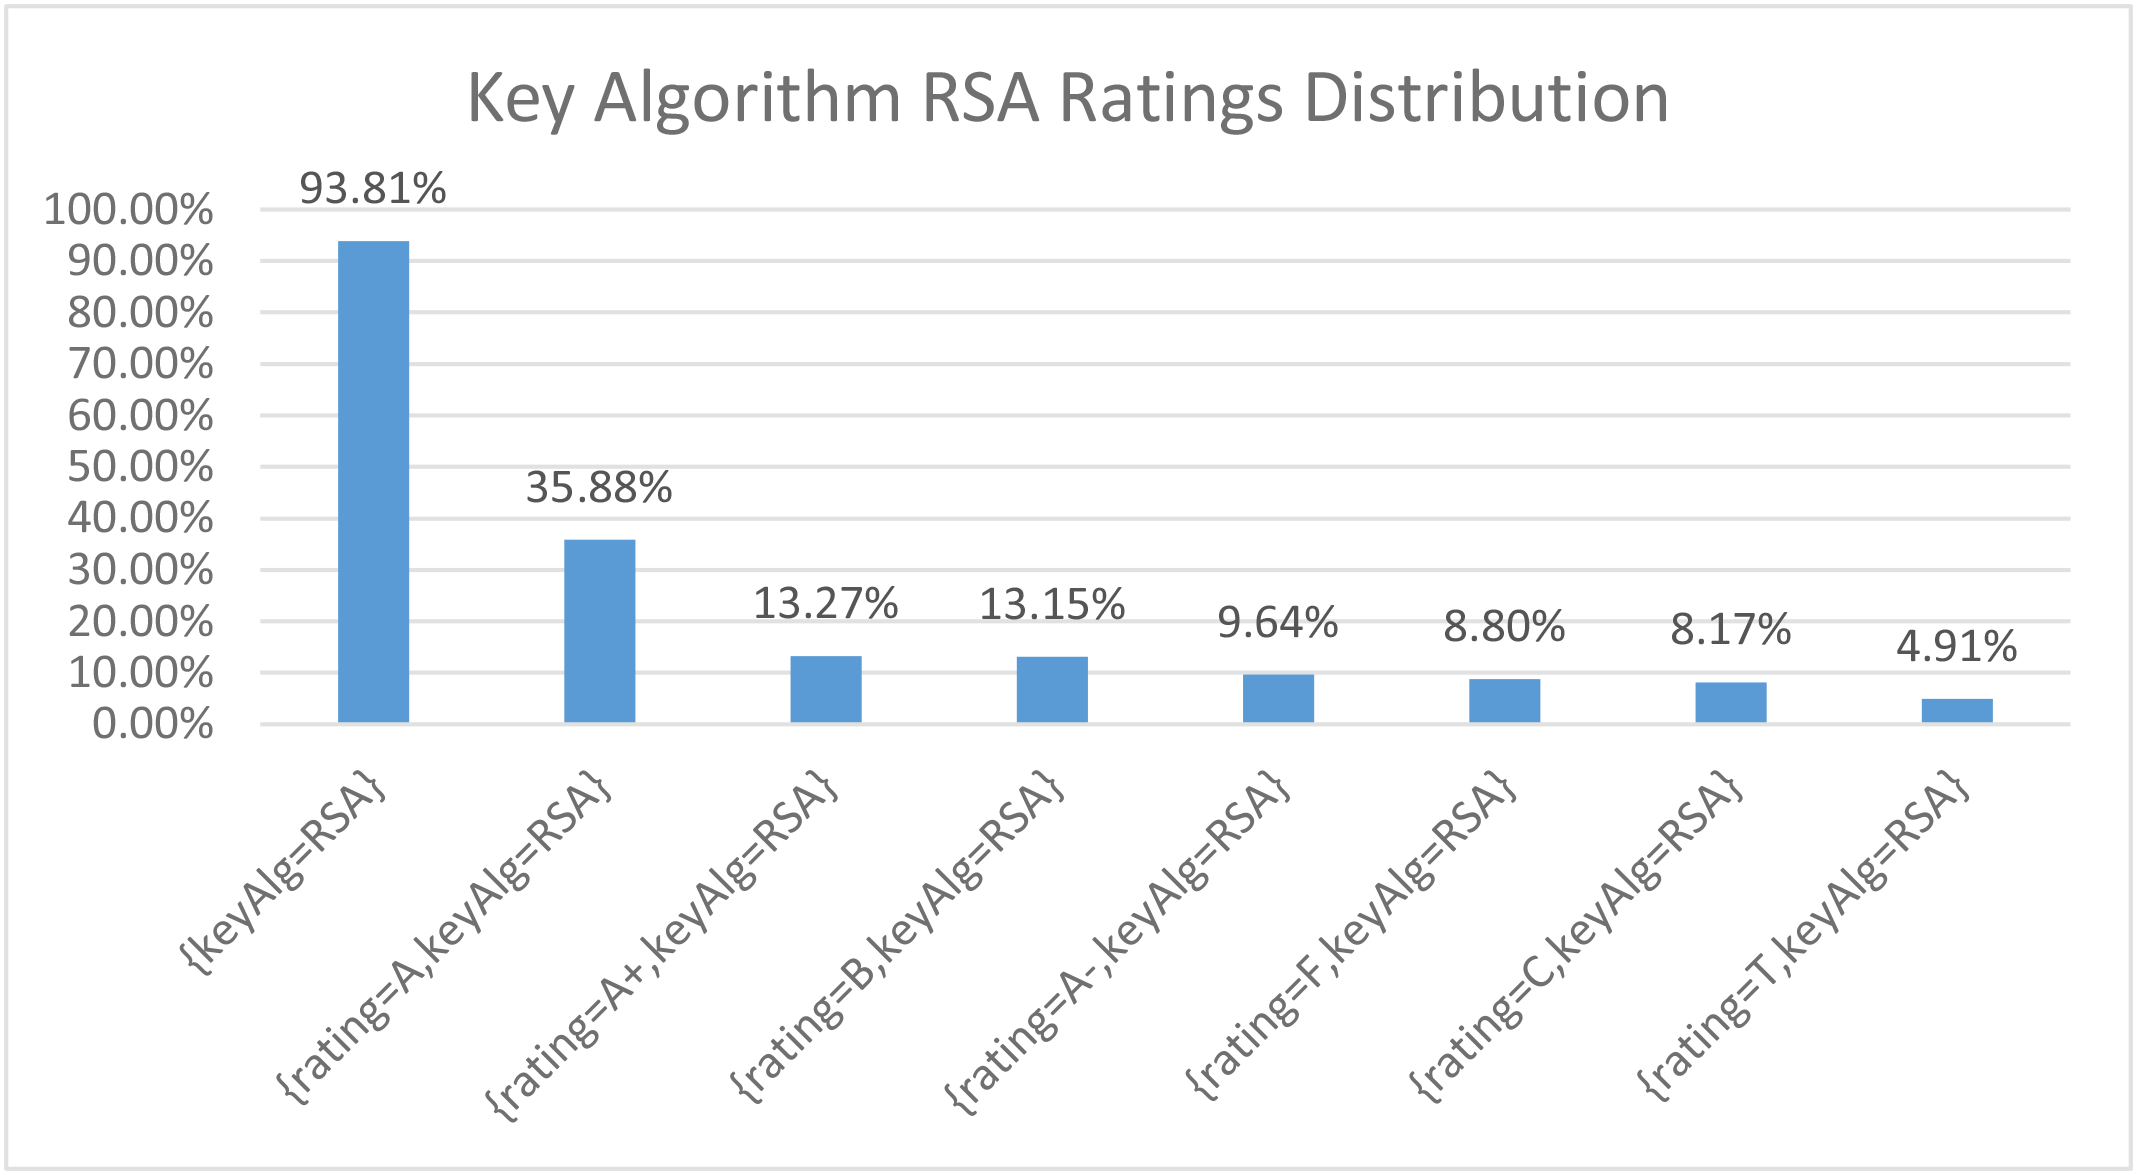 Key Algorithm RSA Ratings Distribution
100.00%
90.00%
80.00%
70.00%
60.00%
50.00%
40.00%
30.00%
20.00%
10.00%
0.00%
93.81%
35.88%
13.27%
13.15%
9.64%
8.80%
8.17%
4.91%
{keyAlg=RSA}
{rating=A,keyAlg=RSA}
{rating=A+,keyAlg=RSA}
{rating=B,keyAlg=RSA}
{rating=A-,keyAlg=RSA}
{rating=F,keyAlg=RSA}
{rating=C,keyAlg=RSA}
{rating=T,keyAlg=RSA}